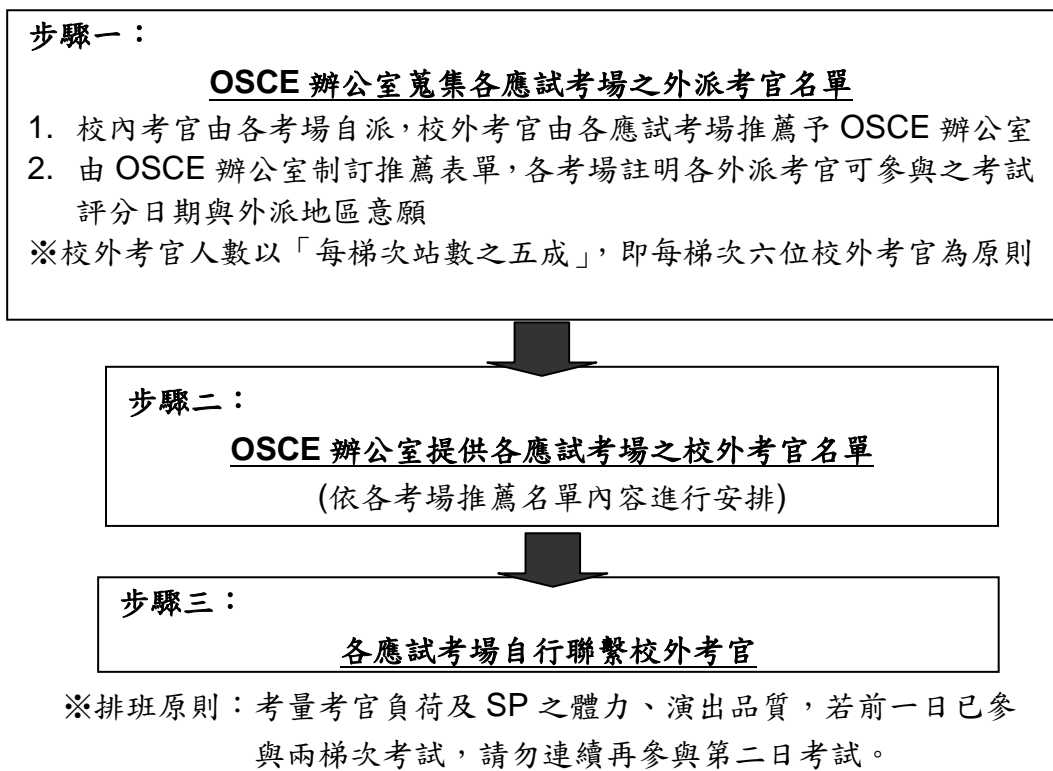 步驟一：
OSCE 辦公室蒐集各應試考場之外派考官名單
1. 校內考官由各考場自派，校外考官由各應試考場推薦予 OSCE 辦公室
2. 由 OSCE 辦公室制訂推薦表單，各考場註明各外派考官可參與之考試
評分日期與外派地區意願
※校外考官人數以「每梯次站數之五成」，即每梯次六位校外考官為原則
步驟二：
OSCE 辦公室提供各應試考場之校外考官名單
(依各考場推薦名單內容進行安排)
步驟三：
各應試考場自行聯繫校外考官
※排班原則：考量考官負荷及 SP 之體力、演出品質，若前一日已參
與兩梯次考試，請勿連續再參與第二日考試。